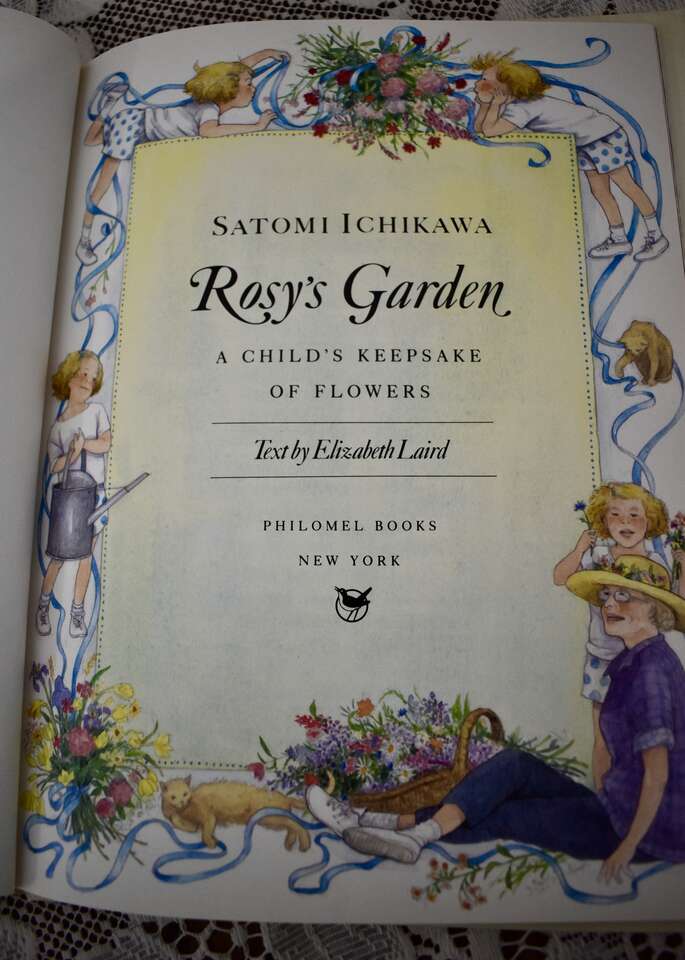 SATOMI ICHIKAWA
Rosy's Garden
A CHILD'S KEEPSAKE
OF FLOWERS
Text by Elizabeth Laird
PHILOMEL BOOKS
NEW YORK